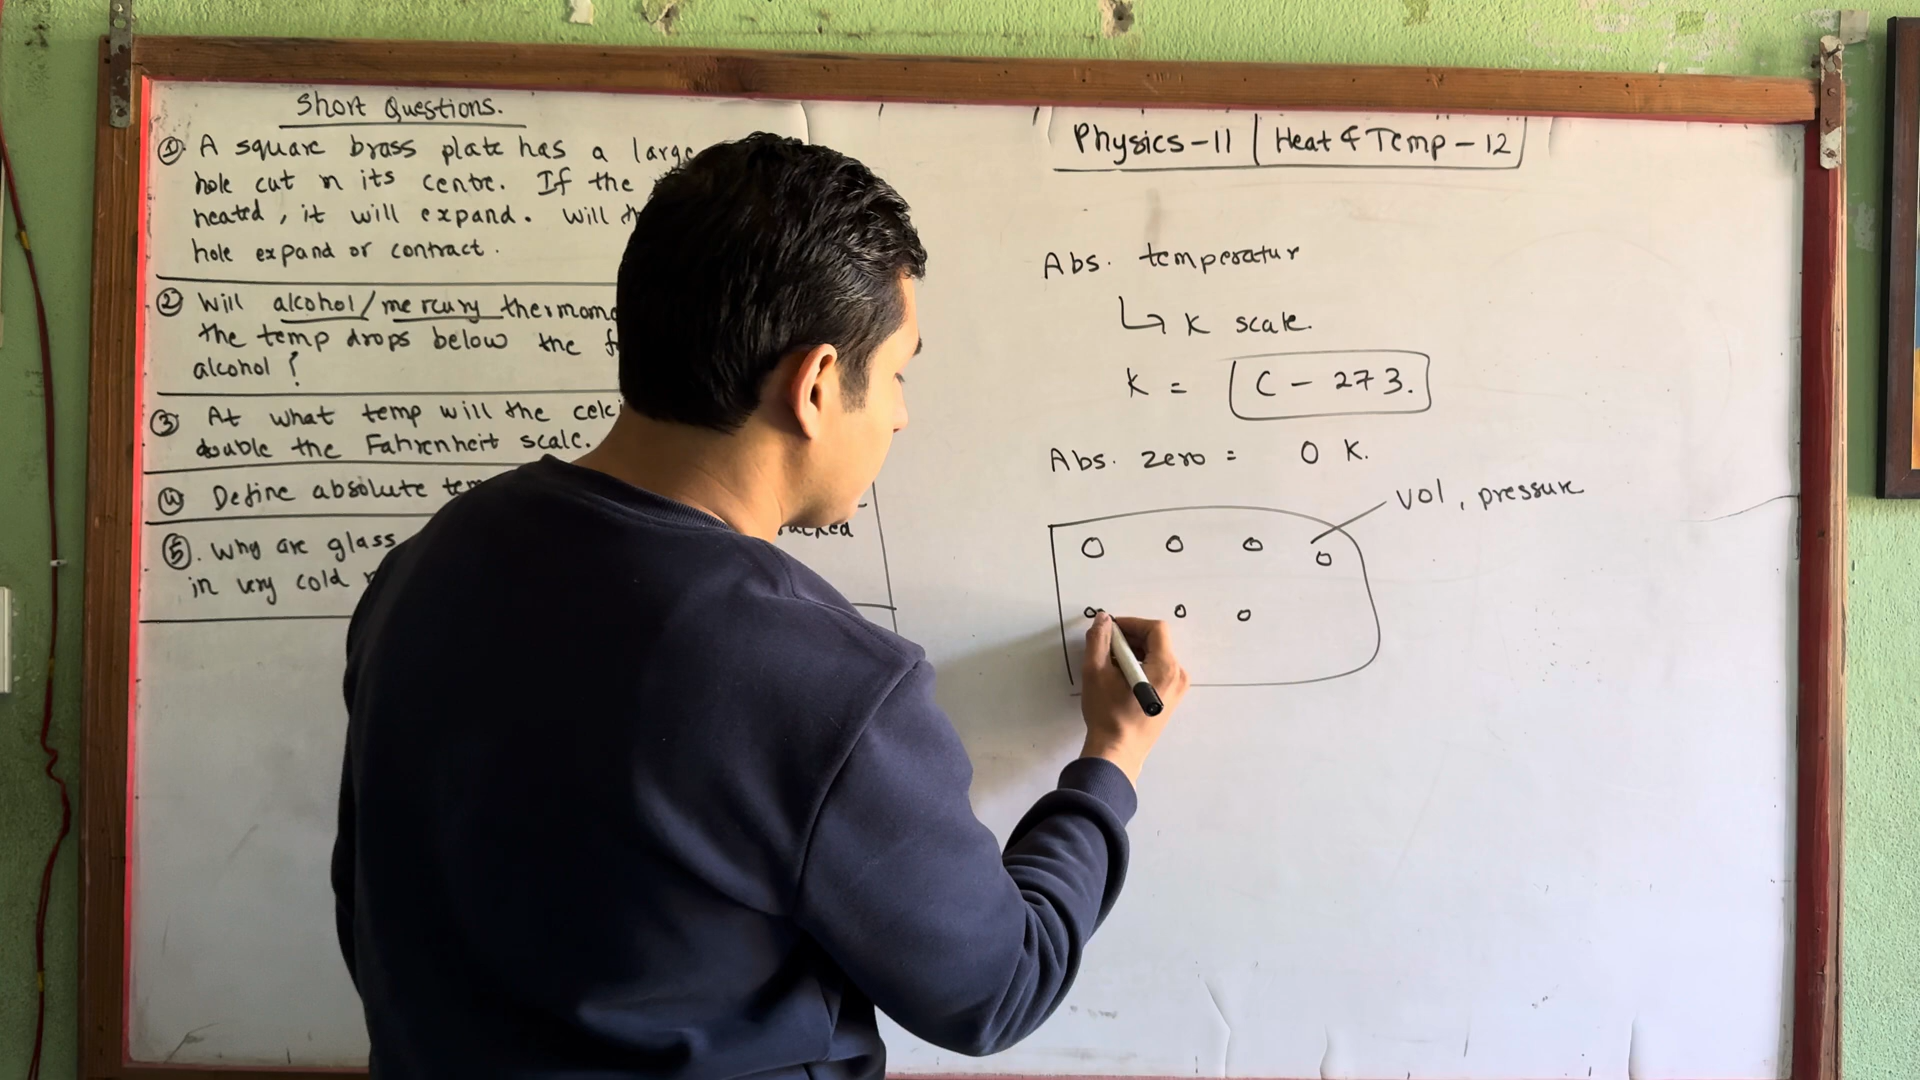 Short Questions.
① A square brass plate has a large
hole cut in its centre. If the
heated, it will expand. Will
hole expand or contract.
② Will alcohol/mercury
the temp drops below the
alcohol?
③ At what temp will the
double the Fahrenheit scale.
④ Define absolute
⑤. Why are glass
in very cold
Physics-11 | Heat & Temp-12
Abs. temperatur
↳ K scale.
K = C - 273.
Abs. zero = 0 K.
Vol, pressure